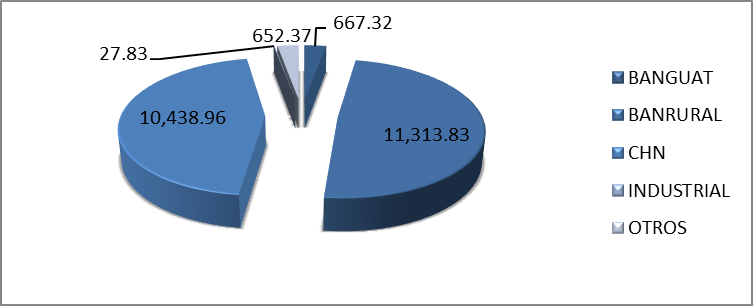 667.32
11,313.83
10,438.96
27.83
652.37
BANGUAT
BANRURAL
CHN
INDUSTRIAL
OTROS